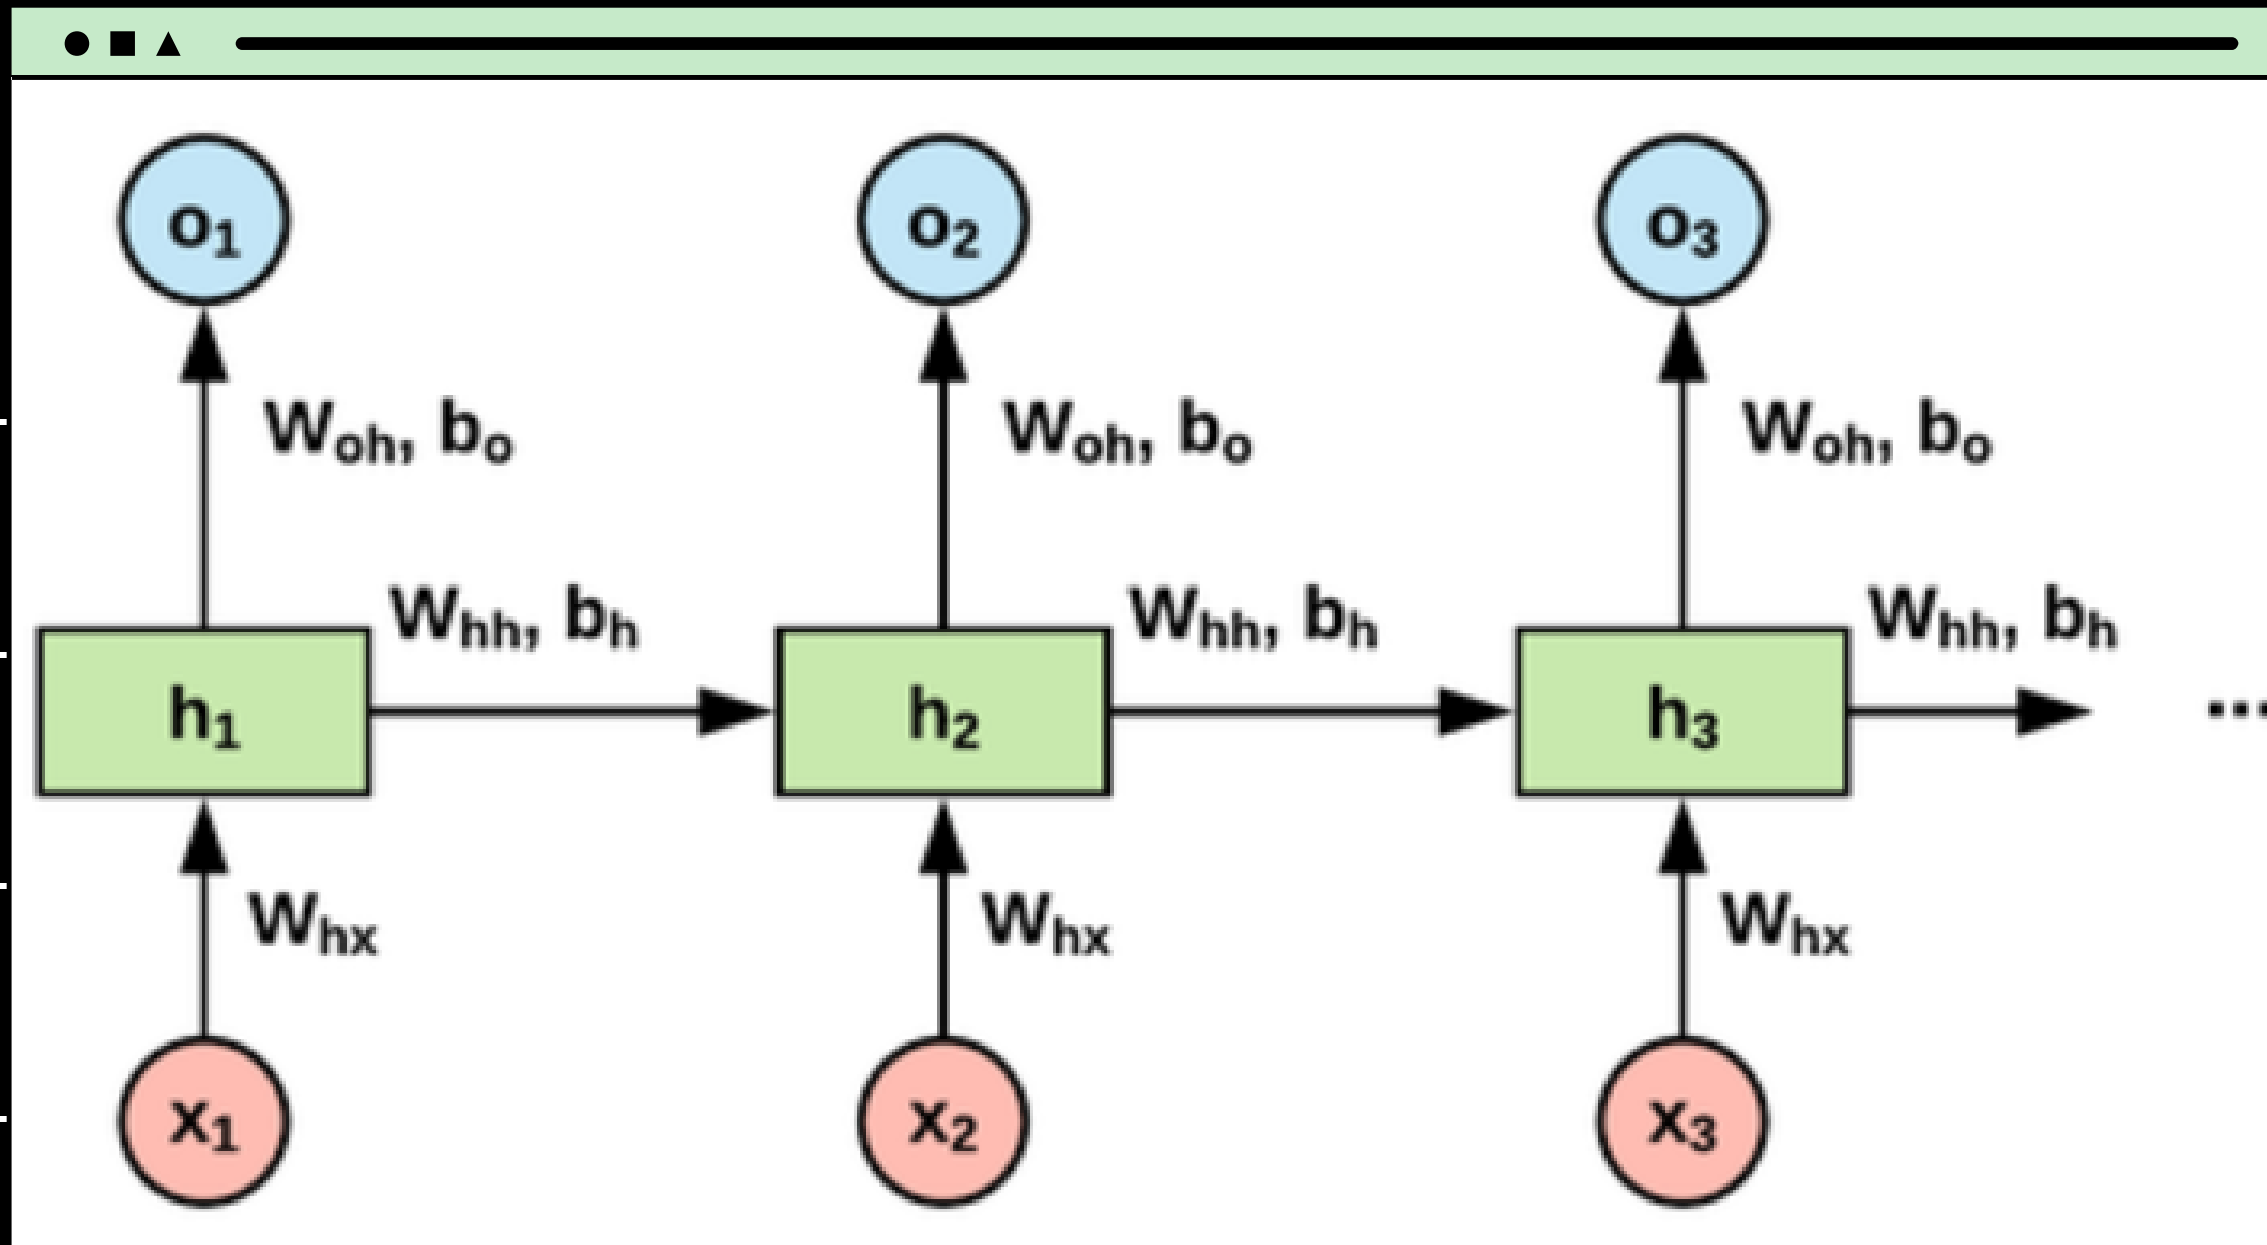 o₁ o₂ o₃
Wₒₕ, bₒ Wₒₕ, bₒ Wₒₕ, bₒ
Wₕₕ, bₕ Wₕₕ, bₕ Wₕₕ, bₕ
h₁ h₂ h₃ ...
Wₕₓ Wₕₓ Wₕₓ
x₁ x₂ x₃